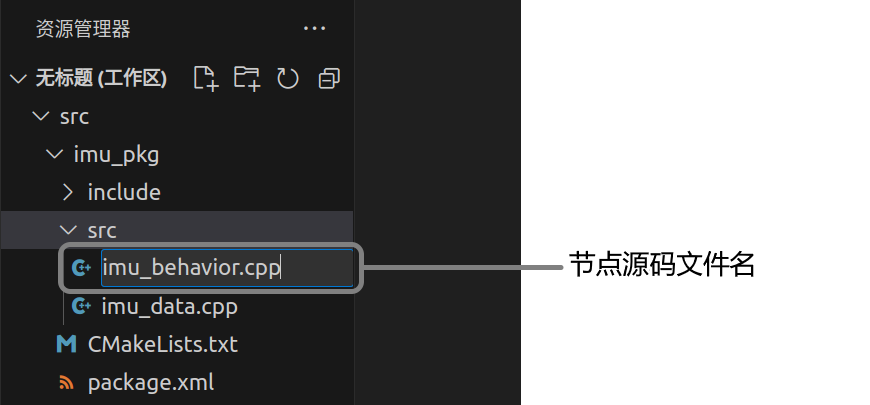 资源管理器
无标题 (工作区)
src
imu_pkg
include
src
imu_behavior.cpp
节点源码文件名
imu_data.cpp
CMakeLists.txt
package.xml